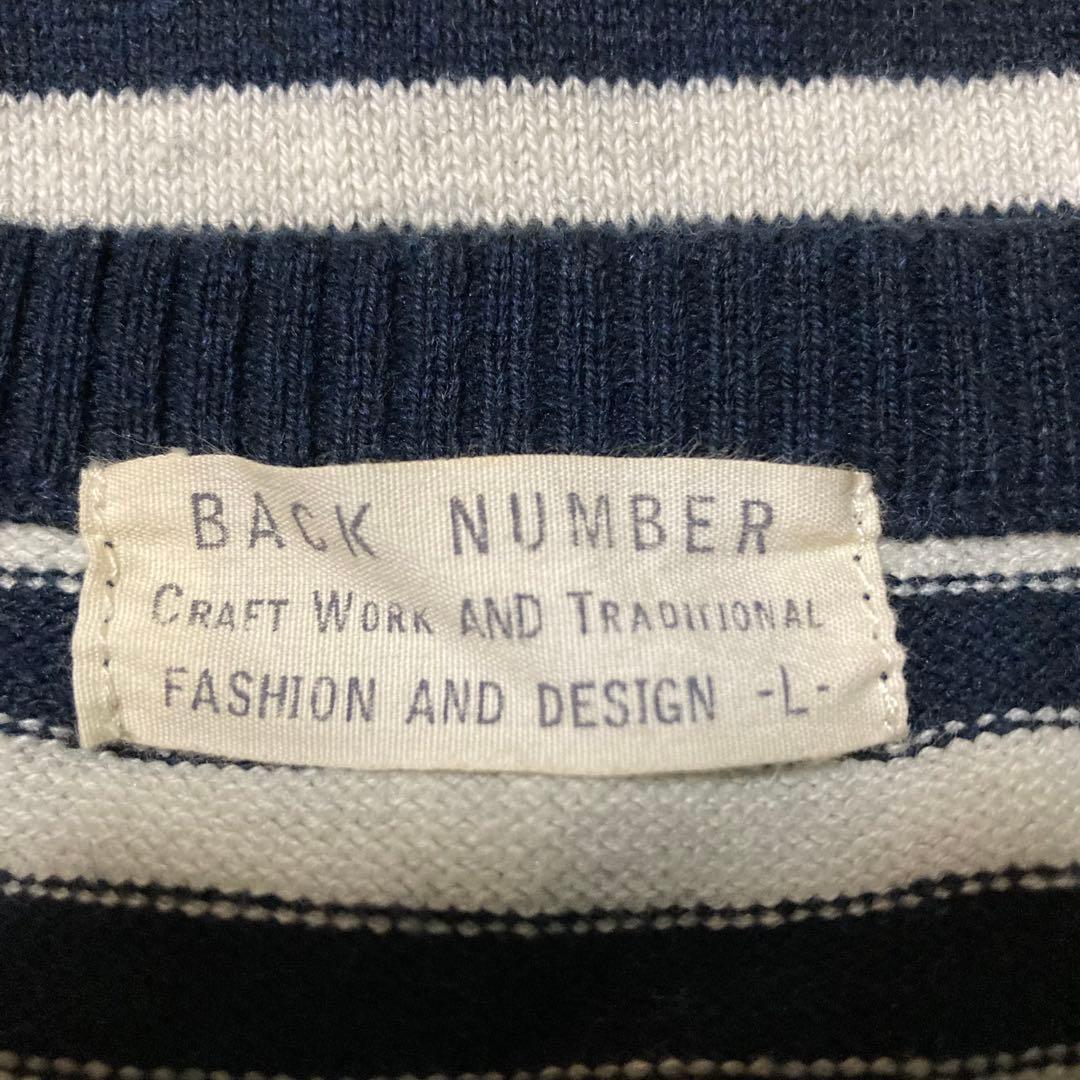 BACK NUMBER
CRAFT WORK AND TRADITIONAL
FASHION AND DESIGN -L-